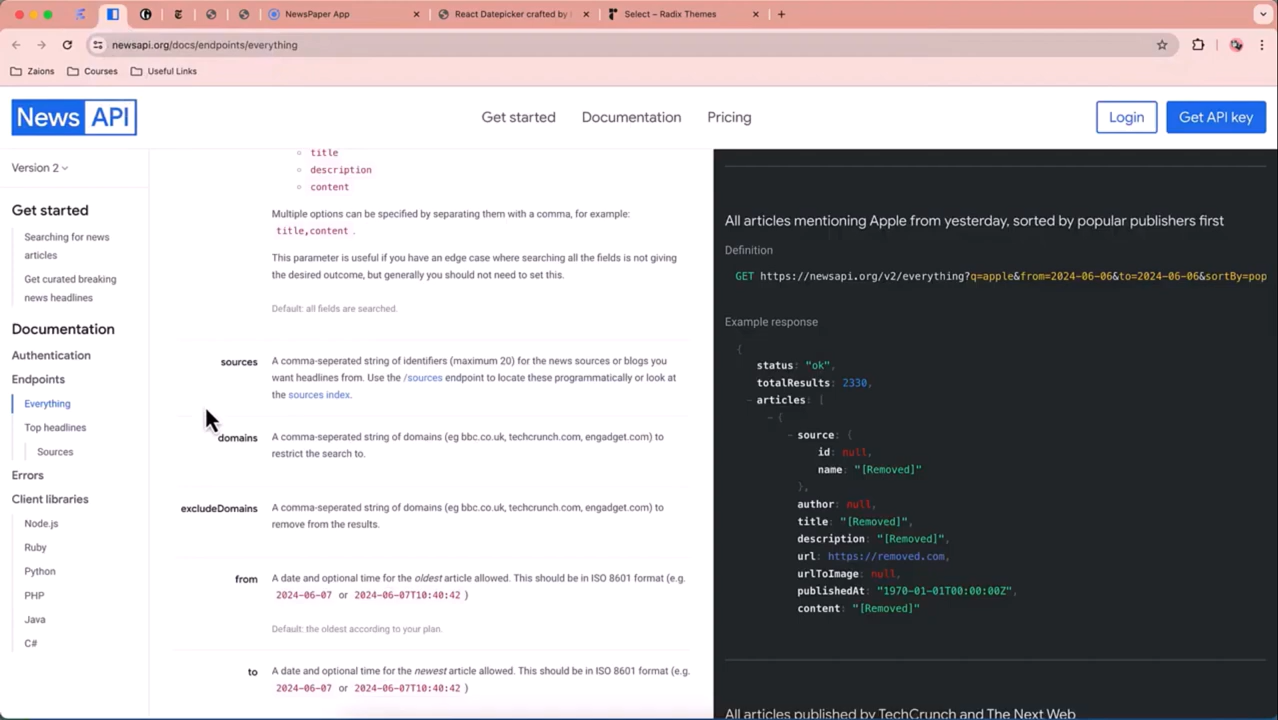 NewsPaper App
React Datepicker crafted by
Select – Radix Themes
newsapi.org/docs/endpoints/everything
Zaions
Courses
Useful Links
News API
Get started
Documentation
Pricing
Login
Get API key
Version 2
Get started
Searching for news
articles
Get curated breaking
news headlines
Documentation
Authentication
Endpoints
Everything
Top headlines
Sources
Errors
Client libraries
Node.js
Ruby
Python
PHP
Java
C#
title
description
content
Multiple options can be specified by separating them with a comma, for example:
title,content .
This parameter is useful if you have an edge case where searching all the fields is not giving
the desired outcome, but generally you should not need to set this.
Default: all fields are searched.
sources
A comma-seperated string of identifiers (maximum 20) for the news sources or blogs you
want headlines from. Use the /sources endpoint to locate these programmatically or look at
the sources index.
domains
A comma-seperated string of domains (eg bbc.co.uk, techcrunch.com, engadget.com) to
restrict the search to.
excludeDomains
A comma-seperated string of domains (eg bbc.co.uk, techcrunch.com, engadget.com) to
remove from the results.
from
A date and optional time for the oldest article allowed. This should be in ISO 8601 format (e.g.
2024-06-07 or 2024-06-07T10:40:42 )
Default: the oldest according to your plan.
to
A date and optional time for the newest article allowed. This should be in ISO 8601 format (e.g.
2024-06-07 or 2024-06-07T10:40:42 )
All articles mentioning Apple from yesterday, sorted by popular publishers first
Definition
GET https://newsapi.org/v2/everything?q=apple&from=2024-06-06&to=2024-06-06&sortBy=pop
Example response
{
status: "ok",
totalResults: 2330,
- articles: [
- {
- source: {
id: null,
name: "[Removed]"
},
author: null,
title: "[Removed]",
description: "[Removed]",
url: https://removed.com,
urlToImage: null,
publishedAt: "1970-01-01T00:00:00Z",
content: "[Removed]"
All articles published by TechCrunch and The Next Web